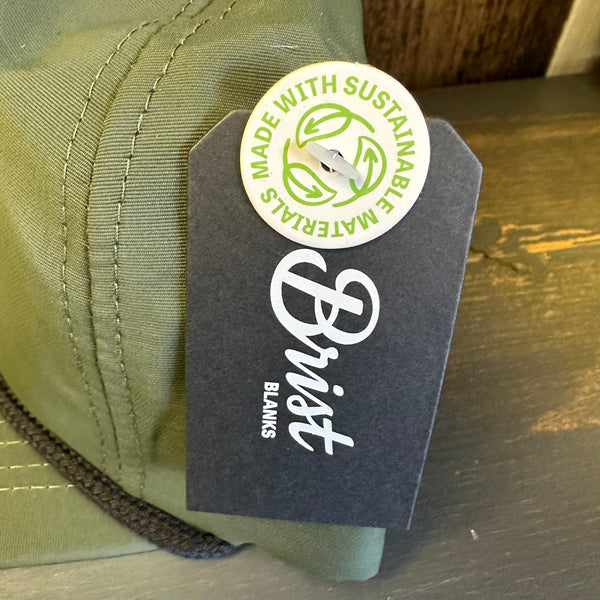 MADE WITH SUSTAINABLE MATERIALS
Brist
BLANKS